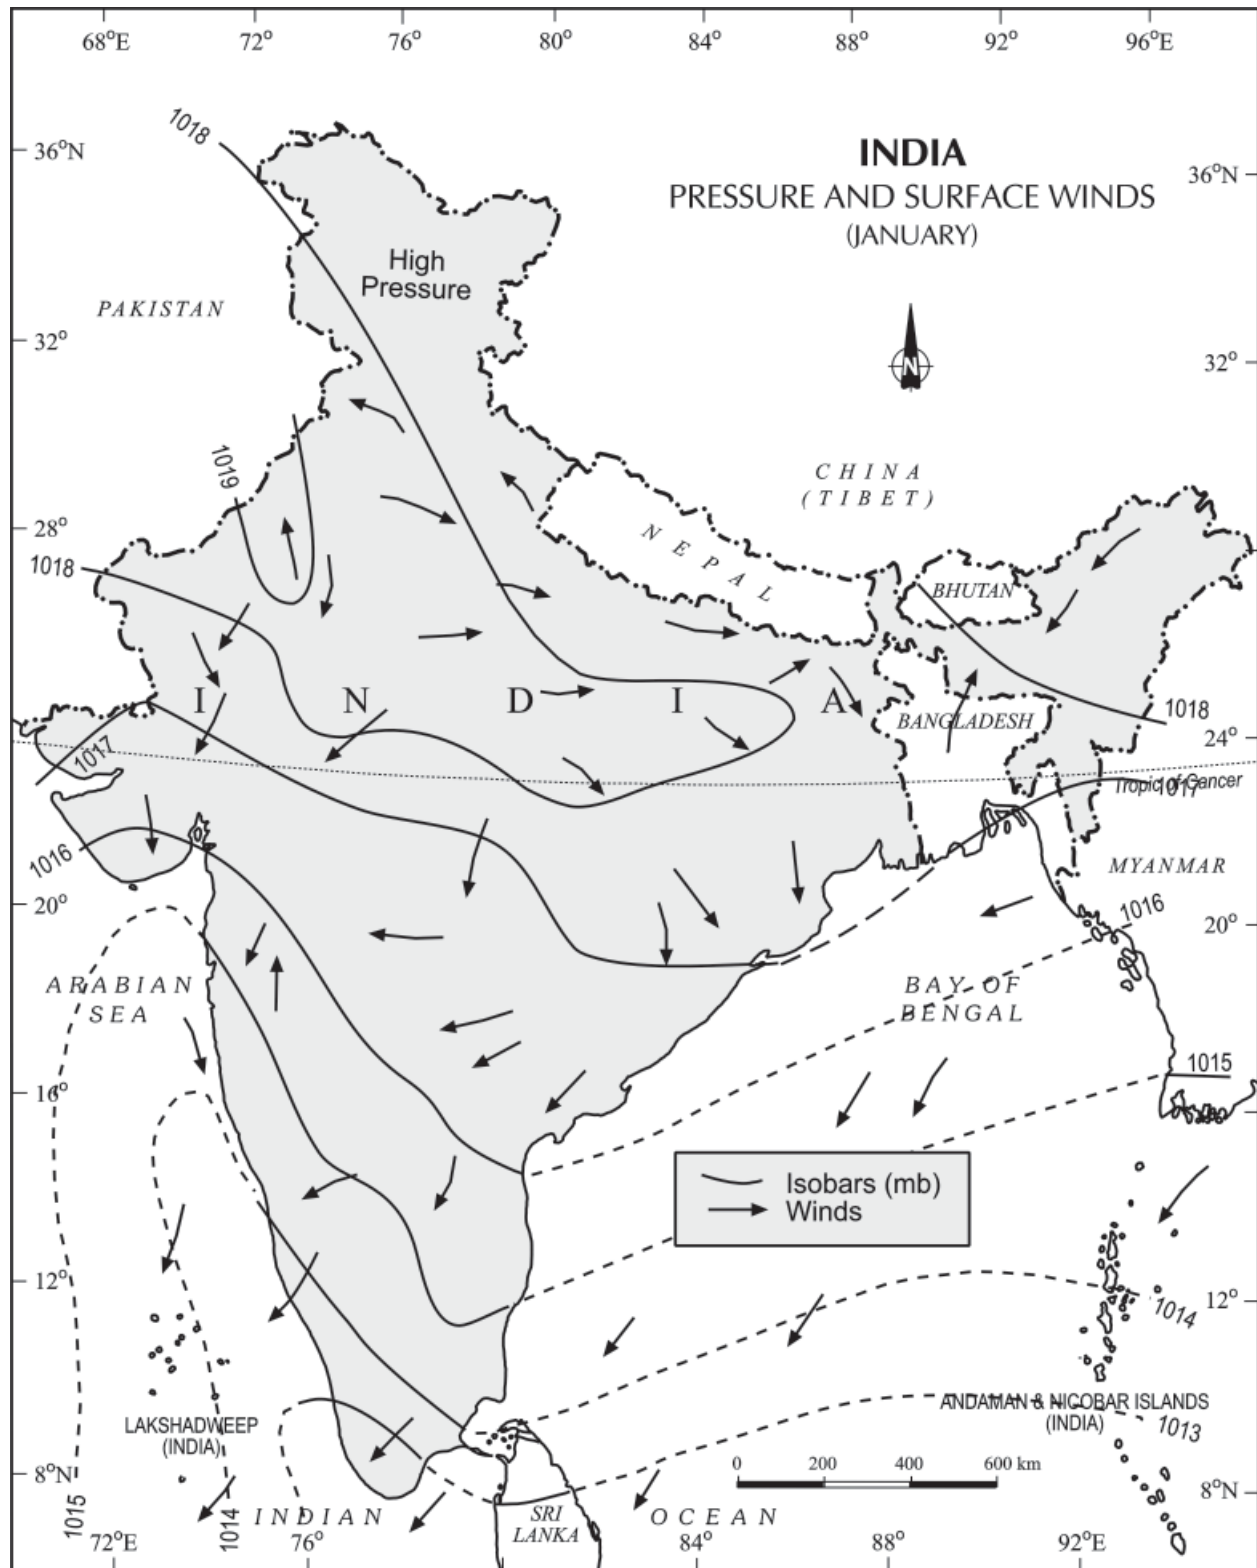 68°E 72° 76° 80° 84° 88° 92° 96°E
1018
36°N
INDIA
PRESSURE AND SURFACE WINDS
(JANUARY)
36°N
High
Pressure
PAKISTAN
32°
N
32°
1019
CHINA
(TIBET)
28°
NEPAL
1018
BHUTAN
INDIA
BANGLADESH
1018
24°
1017
Tropic of Cancer
1017
1016
MYANMAR
20°
1016
20°
ARABIAN
SEA
BAY OF
BENGAL
1015
16°
Isobars (mb)
Winds
12°
12°
1014
LAKSHADWEEP
(INDIA)
ANDAMAN & NICOBAR ISLANDS
(INDIA)
1013
8°N
0 200 400 600 km
8°N
1015
1014
INDIAN
SRI
LANKA
OCEAN
72°E 76° 84° 88° 92°E